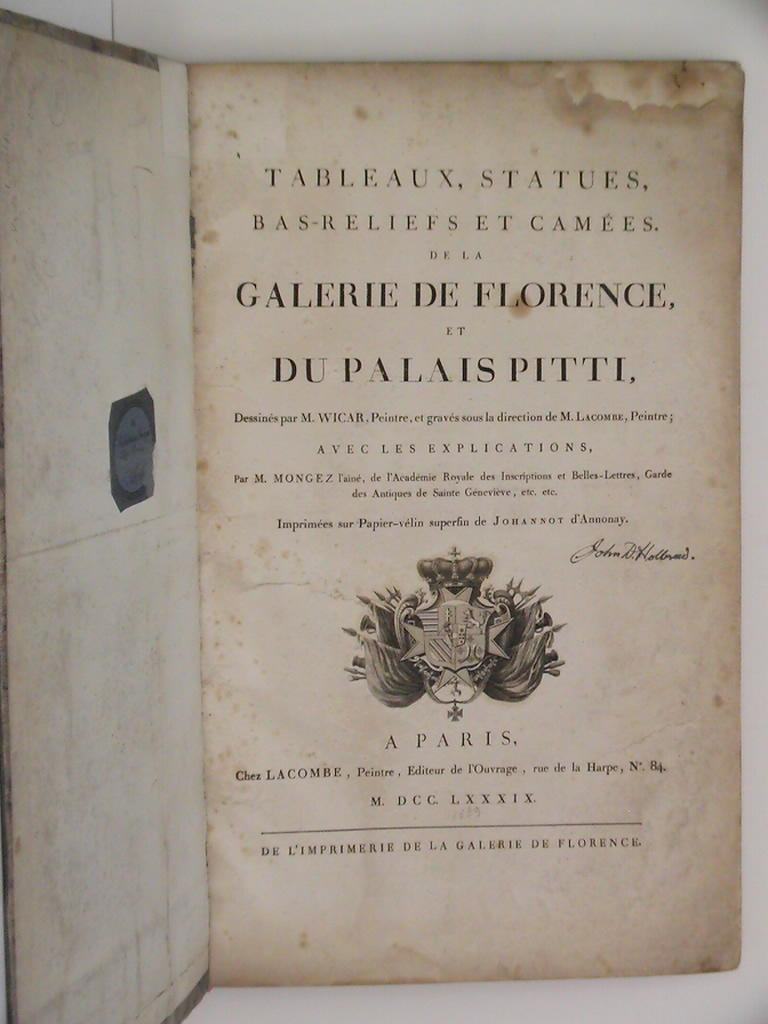 TABLEAUX, STATUES,
BAS-RELIEFS ET CAMÉES.
DE LA
GALERIE DE FLORENCE,
ET
DU PALAIS PITTI,
Dessinés par M. WICAR, Peintre, et gravés sous la direction de M. LACOMBE, Peintre;
AVEC LES EXPLICATIONS,
Par M. MONGEZ l'aîné, de l'Académie Royale des Inscriptions et Belles-Lettres, Garde
des Antiques de Sainte Géneviève, etc. etc.
Imprimées sur Papier-vélin superfin de JOHANNOT d'Annonay.
John D.
A PARIS,
Chez LACOMBE, Peintre, Editeur de l'Ouvrage, rue de la Harpe, N°. 84.
M. DCC. LXXXIX.
DE L'IMPRIMERIE DE LA GALERIE DE FLORENCE.